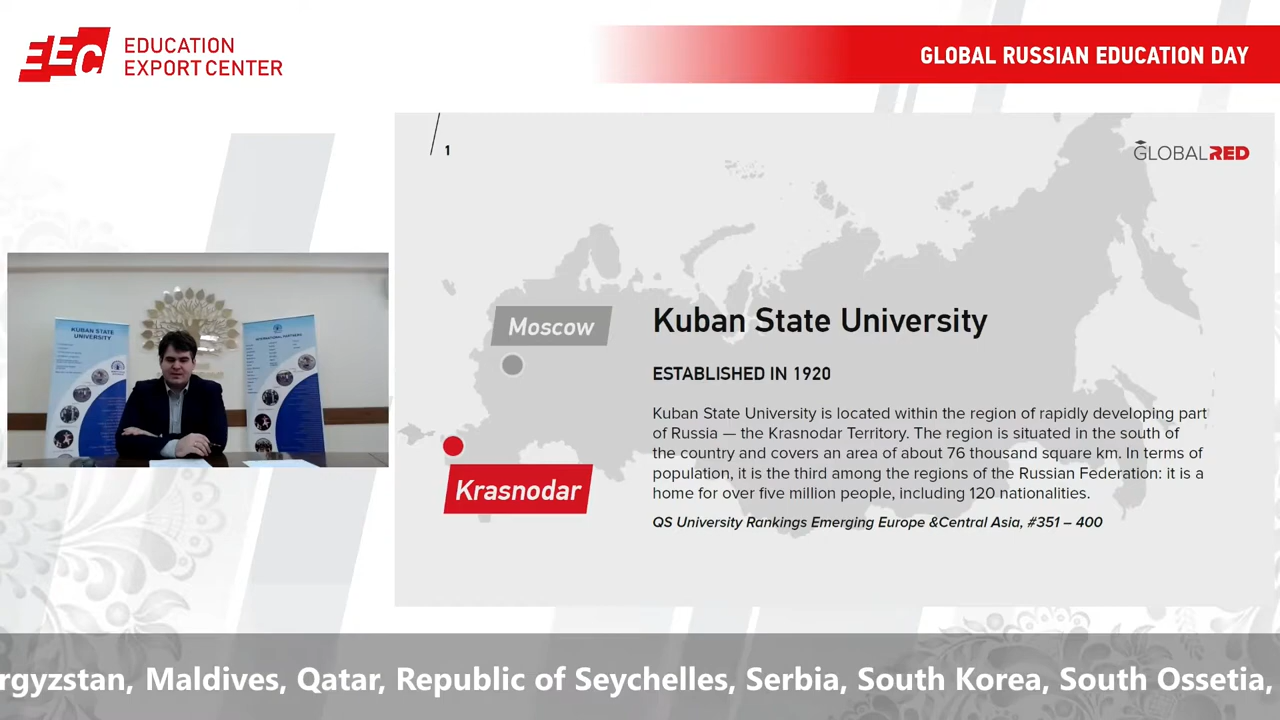 EEC
EDUCATION
EXPORT CENTER
GLOBAL RUSSIAN EDUCATION DAY
1
GLOBALRED
Moscow
Krasnodar
Kuban State University
ESTABLISHED IN 1920
Kuban State University is located within the region of rapidly developing part
of Russia — the Krasnodar Territory. The region is situated in the south of
the country and covers an area of about 76 thousand square km. In terms of
population, it is the third among the regions of the Russian Federation: it is a
home for over five million people, including 120 nationalities.
QS University Rankings Emerging Europe &Central Asia, #351 – 400
KUBAN STATE
UNIVERSITY
INTERNATIONAL PARTNERS
rgyzstan, Maldives, Qatar, Republic of Seychelles, Serbia, South Korea, South Ossetia,